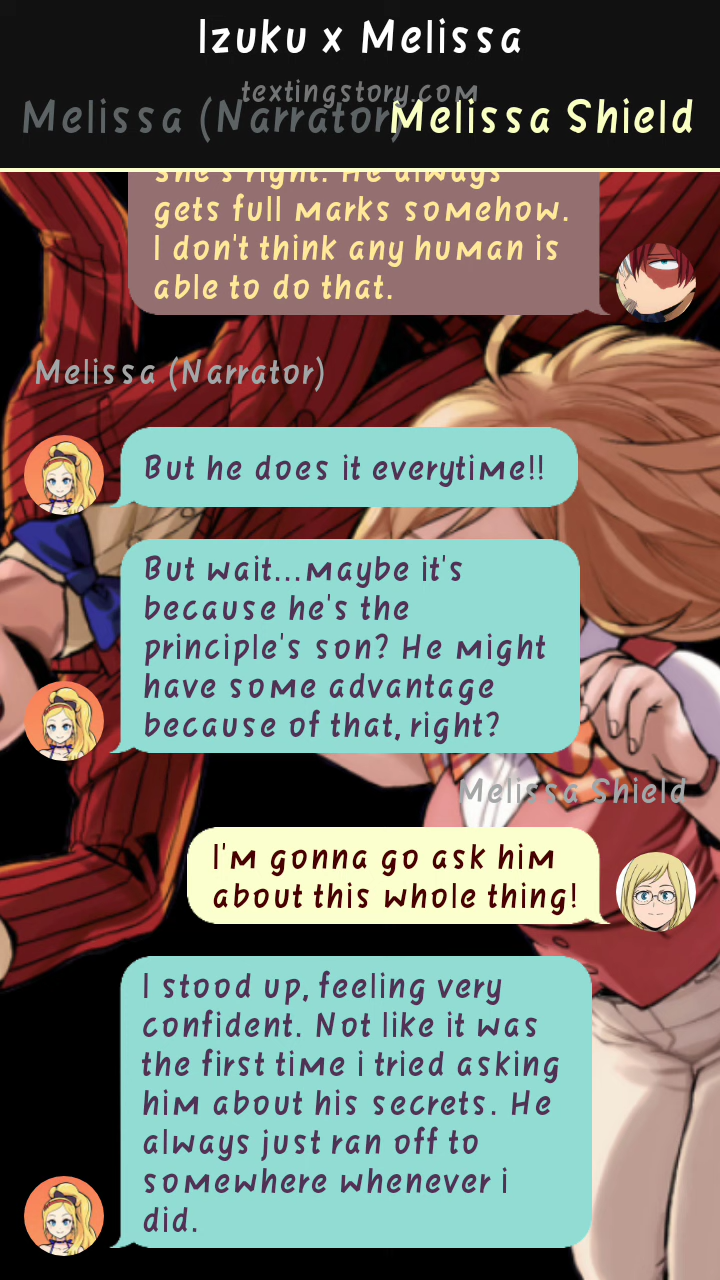 Izuku x Melissa
textingstory.com
Melissa (Narrator)
Melissa Shield
She's right. He always
gets full marks somehow.
I don't think any human is
able to do that.
Melissa (Narrator)
But he does it everytime!!
But wait...maybe it's
because he's the
principle's son? He might
have some advantage
because of that, right?
Melissa Shield
I'm gonna go ask him
about this whole thing!
I stood up, feeling very
confident. Not like it was
the first time i tried asking
him about his secrets. He
always just ran off to
somewhere whenever i
did.